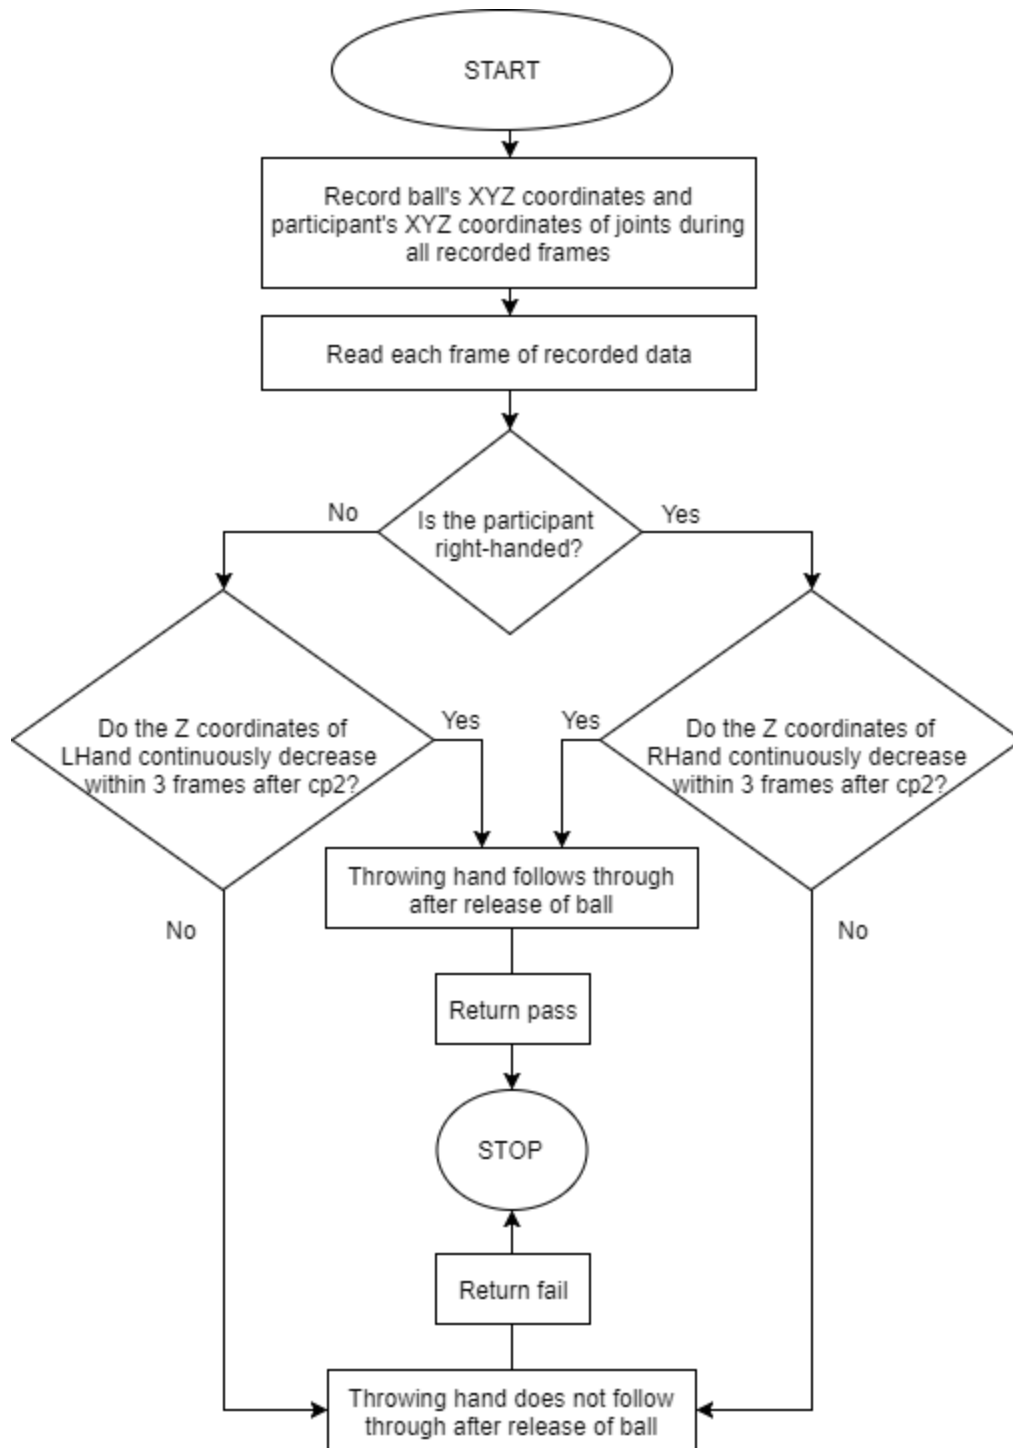 START
Record ball's XYZ coordinates and
participant's XYZ coordinates of joints during
all recorded frames
Read each frame of recorded data
No
Yes
Is the participant
right-handed?
Yes
Yes
Do the Z coordinates of
LHand continuously decrease
within 3 frames after cp2?
Do the Z coordinates of
RHand continuously decrease
within 3 frames after cp2?
Throwing hand follows through
after release of ball
No
No
Return pass
STOP
Return fail
Throwing hand does not follow
through after release of ball